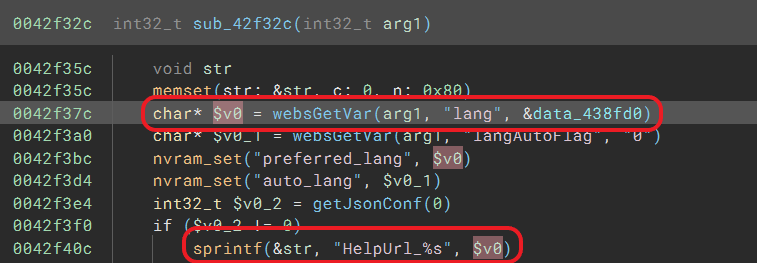 0042f32c int32_t sub_42f32c(int32_t arg1)
0042f35c void str
0042f35c memset(str: &str, c: 0, n: 0x80)
0042f37c char* $v0 = websGetVar(arg1, "lang", &data_438fd0)
0042f3a0 char* $v0_1 = websGetVar(arg1, "langAutoFlag", "0")
0042f3bc nvram_set("preferred_lang", $v0)
0042f3d4 nvram_set("auto_lang", $v0_1)
0042f3e4 int32_t $v0_2 = getJsonConf(0)
0042f3f0 if ($v0_2 != 0)
0042f40c sprintf(&str, "HelpUrl_%s", $v0)